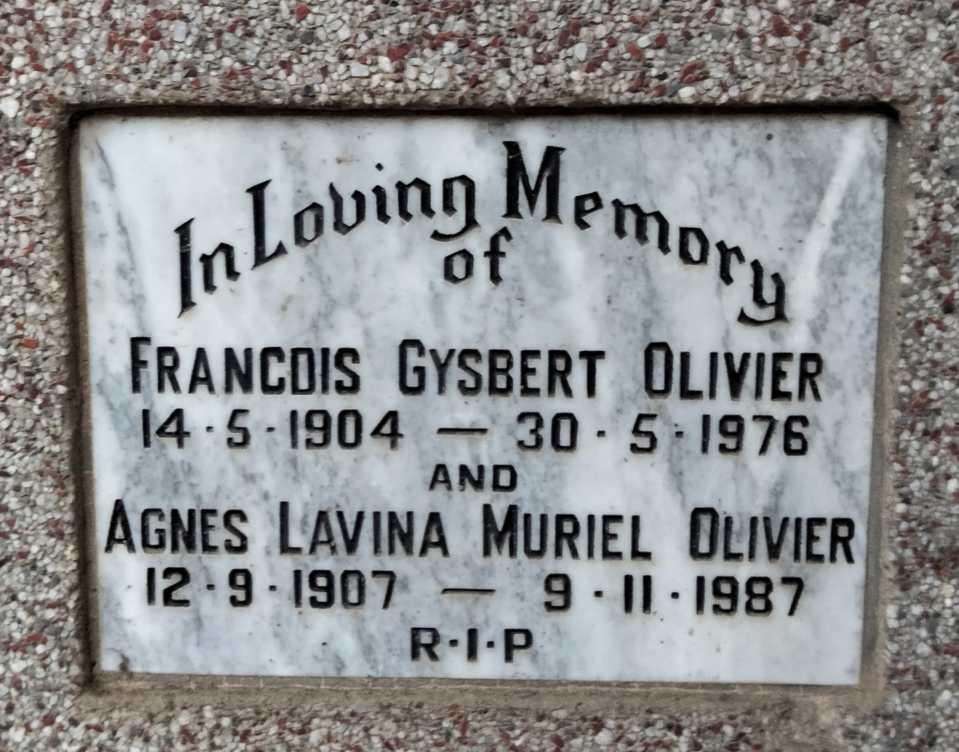 In Loving Memory
of
FRANCOIS GYSBERT OLIVIER
14·5·1904 — 30·5·1976
AND
AGNES LAVINA MURIEL OLIVIER
12·9·1907 — 9·11·1987
R·I·P